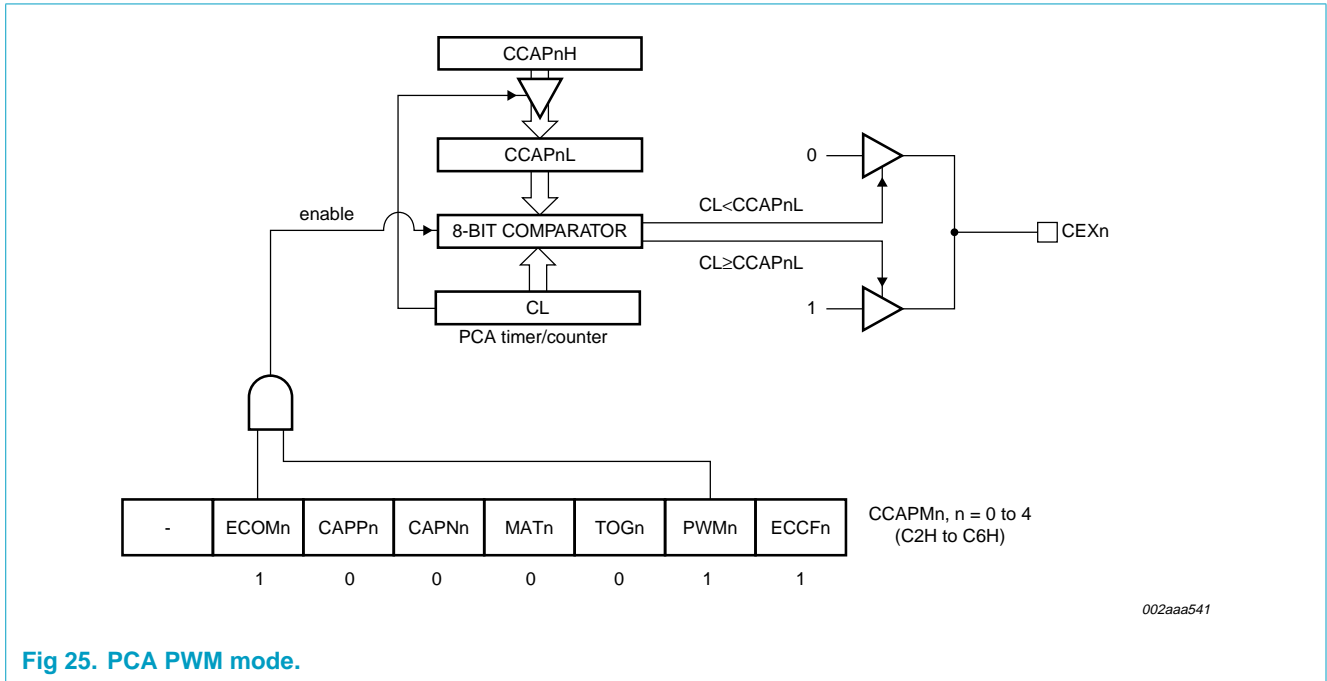 CCAPnH
CCAPnL
0
CL<CCAPnL
enable
8-BIT COMPARATOR
CEXn
CL≥CCAPnL
CL
1
PCA timer/counter
- ECOMn CAPPn CAPNn MATn TOGn PWMn ECCFn
CCAPMn, n = 0 to 4
(C2H to C6H)
1 0 0 0 0 1 1
002aaa541
Fig 25. PCA PWM mode.